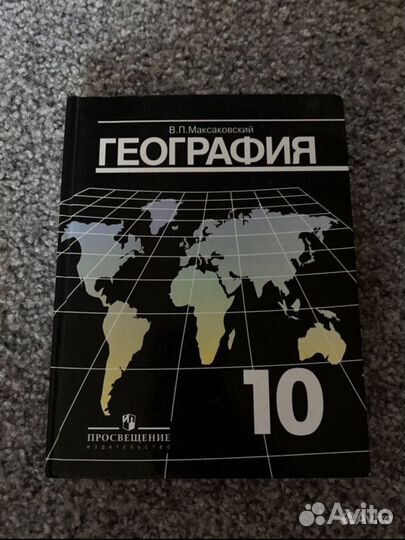 В.П.Максаковский
ГЕОГРАФИЯ
10
ПРОСВЕЩЕНИЕ
ИЗДАТЕЛЬСТВО
Avito